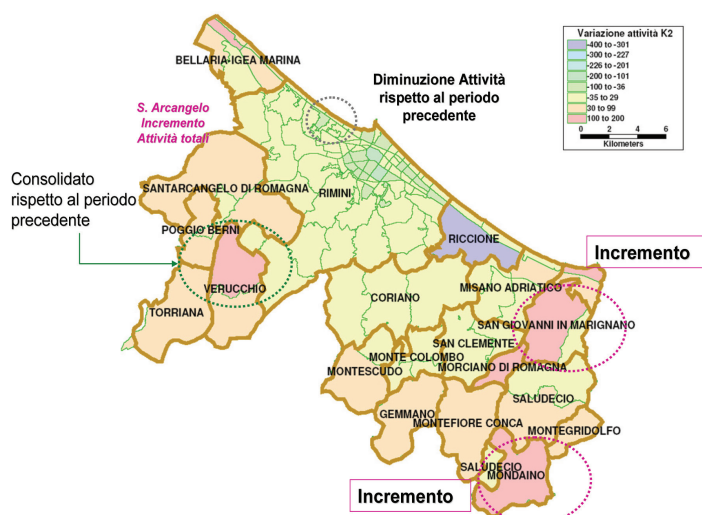 BELLARIA-IGEA MARINA
Diminuzione Attività
rispetto al periodo
precedente
Variazione attività K2
-400 to -301
-300 to -227
-226 to -201
-200 to -101
-100 to -36
-35 to 29
30 to 99
100 to 200
0 2 4 6
Kilometers
S. Arcangelo
Incremento
Attività totali
Consolidato
rispetto al periodo
precedente
SANTARCANGELO DI ROMAGNA
RIMINI
POGGIO BERNI
RICCIONE
Incremento
VERUCCHIO
MISANO ADRIATICO
CORIANO
TORRIANA
SAN GIOVANNI IN MARIGNANO
SAN CLEMENTE
MONTE COLOMBO
MONTESCUDO
MORCIANO DI ROMAGNA
SALUDECIO
GEMMANO
MONTEFIORE CONCA
MONTEGRIDOLFO
SALUDECIO
MONDAINO
Incremento